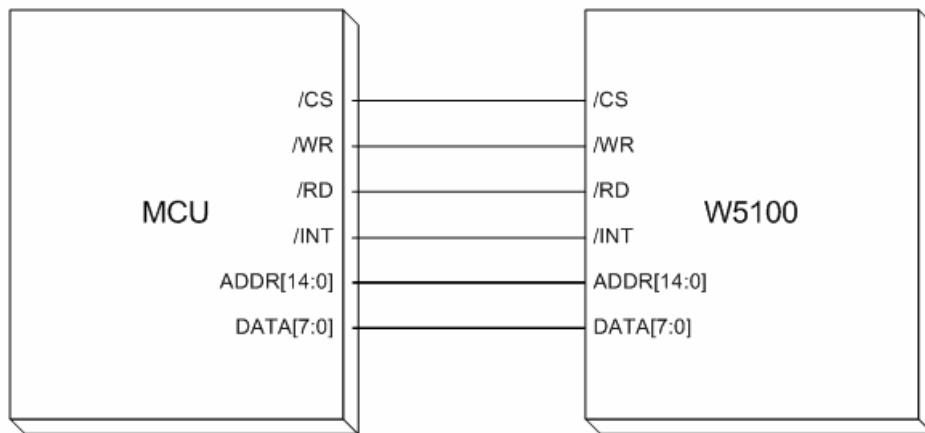 /CS
/WR
/RD
/INT
ADDR[14:0]
DATA[7:0]
MCU
/CS
/WR
/RD
/INT
ADDR[14:0]
DATA[7:0]
W5100